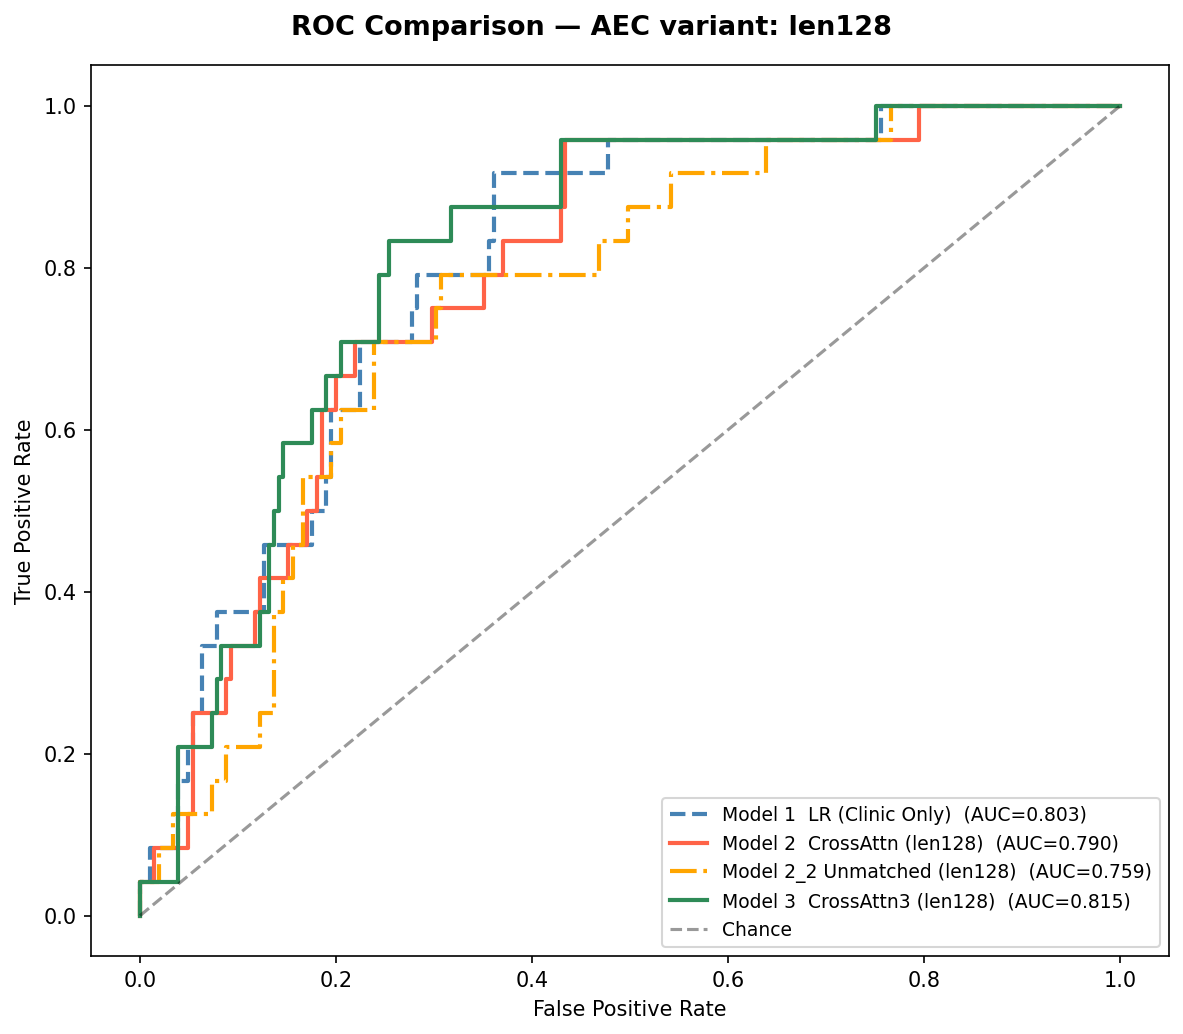 ROC Comparison — AEC variant: len128
1.0
0.8
0.6
0.4
0.2
0.0
True Positive Rate
Model 1 LR (Clinic Only) (AUC=0.803)
Model 2 CrossAttn (len128) (AUC=0.790)
Model 2_2 Unmatched (len128) (AUC=0.759)
Model 3 CrossAttn3 (len128) (AUC=0.815)
Chance
0.0 0.2 0.4 0.6 0.8 1.0
False Positive Rate